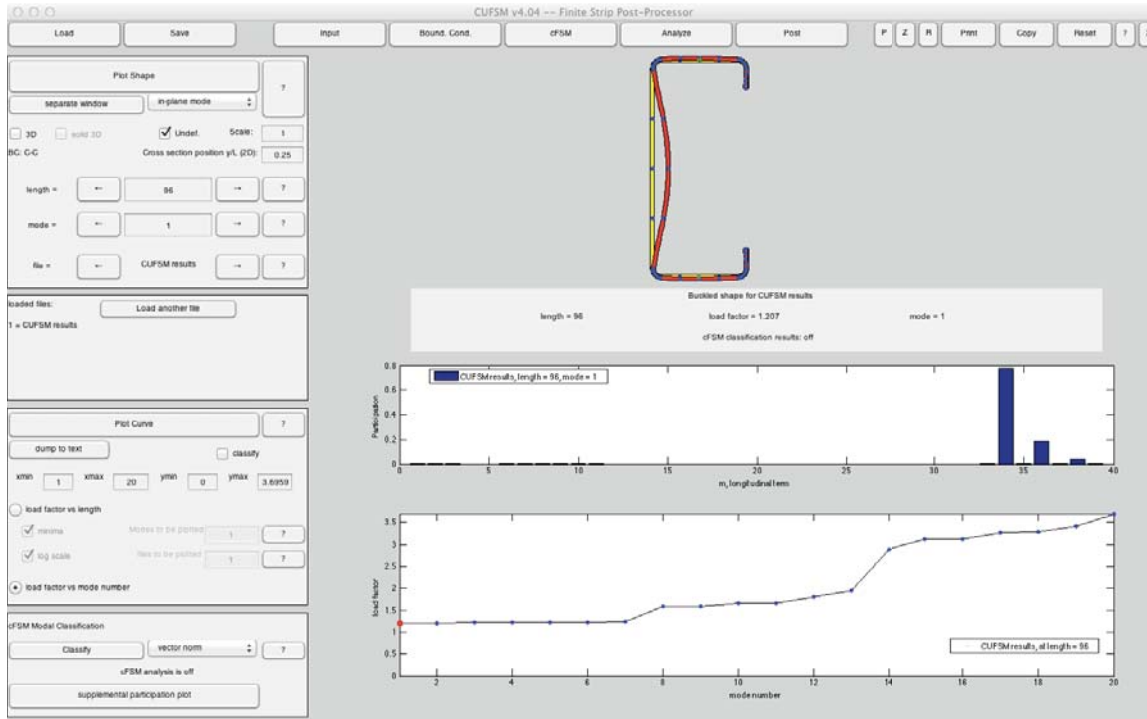 CUFSM v4.04 -- Finite Strip Post-Processor
Load Save Input Bound. Cond. cFSM Analyze Post P Z R Print Copy Reset ?
Plot Shape ?
separate window in-plane mode
3D solid 3D Undef. Scale: 1
BC: C-C Cross section position y/L (2D): 0.25
length = ← 96 → ?
mode = ← 1 → ?
file = ← CUFSM results → ?
loaded files: Load another file
1 = CUFSM results
Plot Curve ?
dump to text classify
xmin 1 xmax 20 ymin 0 ymax 3.6959
load factor vs length
minima Modes to be plotted 1 ?
log scale files to be plotted 1 ?
load factor vs mode number
cFSM Modal Classification
Classify vector norm ?
cFSM analysis is off
supplemental participation plot
Buckled shape for CUFSM results
length = 96 load factor = 1.207 mode = 1
cFSM classification results: off
CUFSM results, length = 96, mode = 1
Participation
0.8
0.6
0.4
0.2
0
0 5 10 15 20 25 30 35 40
m, longitudinal term
load factor
3.5
3
2.5
2
1.5
1
0.5
0
CUFSM results, at length = 96
2 4 6 8 10 12 14 16 18 20
mode number